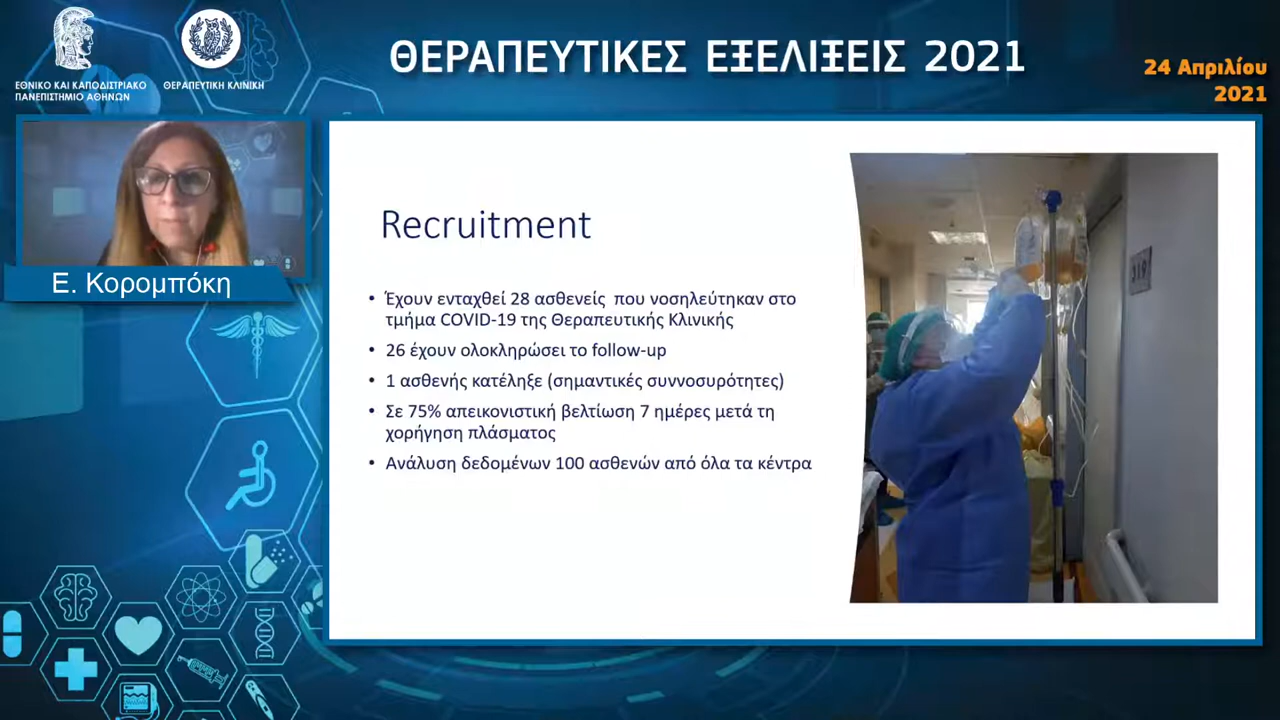 ΕΘΝΙΚΟ ΚΑΙ ΚΑΠΟΔΙΣΤΡΙΑΚΟ
ΠΑΝΕΠΙΣΤΗΜΙΟ ΑΘΗΝΩΝ
ΘΕΡΑΠΕΥΤΙΚΗ ΚΛΙΝΙΚΗ
ΘΕΡΑΠΕΥΤΙΚΕΣ ΕΞΕΛΙΞΕΙΣ 2021
24 Απριλίου
2021
Ε. Κορομπόκη
Recruitment
• Έχουν ενταχθεί 28 ασθενείς που νοσηλεύτηκαν στο
τμήμα COVID-19 της Θεραπευτικής Κλινικής
• 26 έχουν ολοκληρώσει το follow-up
• 1 ασθενής κατέληξε (σημαντικές συννοσυρότητες)
• Σε 75% απεικονιστική βελτίωση 7 ημέρες μετά τη
χορήγηση πλάσματος
• Ανάλυση δεδομένων 100 ασθενών από όλα τα κέντρα
319